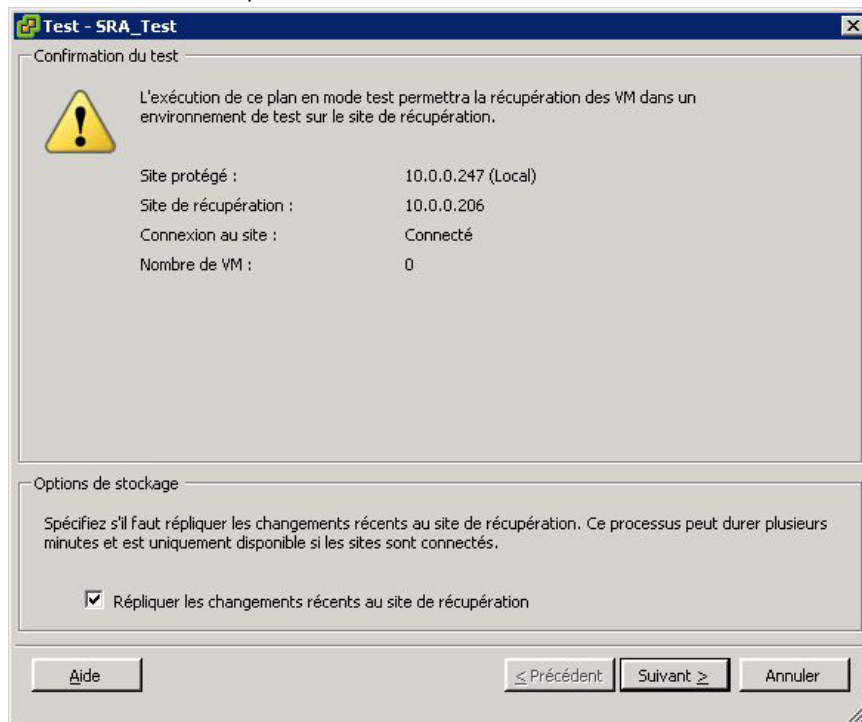 Test - SRA_Test
Confirmation du test
L'exécution de ce plan en mode test permettra la récupération des VM dans un
environnement de test sur le site de récupération.
Site protégé : 10.0.0.247 (Local)
Site de récupération : 10.0.0.206
Connexion au site : Connecté
Nombre de VM : 0
Options de stockage
Spécifiez s'il faut répliquer les changements récents au site de récupération. Ce processus peut durer plusieurs
minutes et est uniquement disponible si les sites sont connectés.
Répliquer les changements récents au site de récupération
Aide
≤ Précédent
Suivant ≥
Annuler